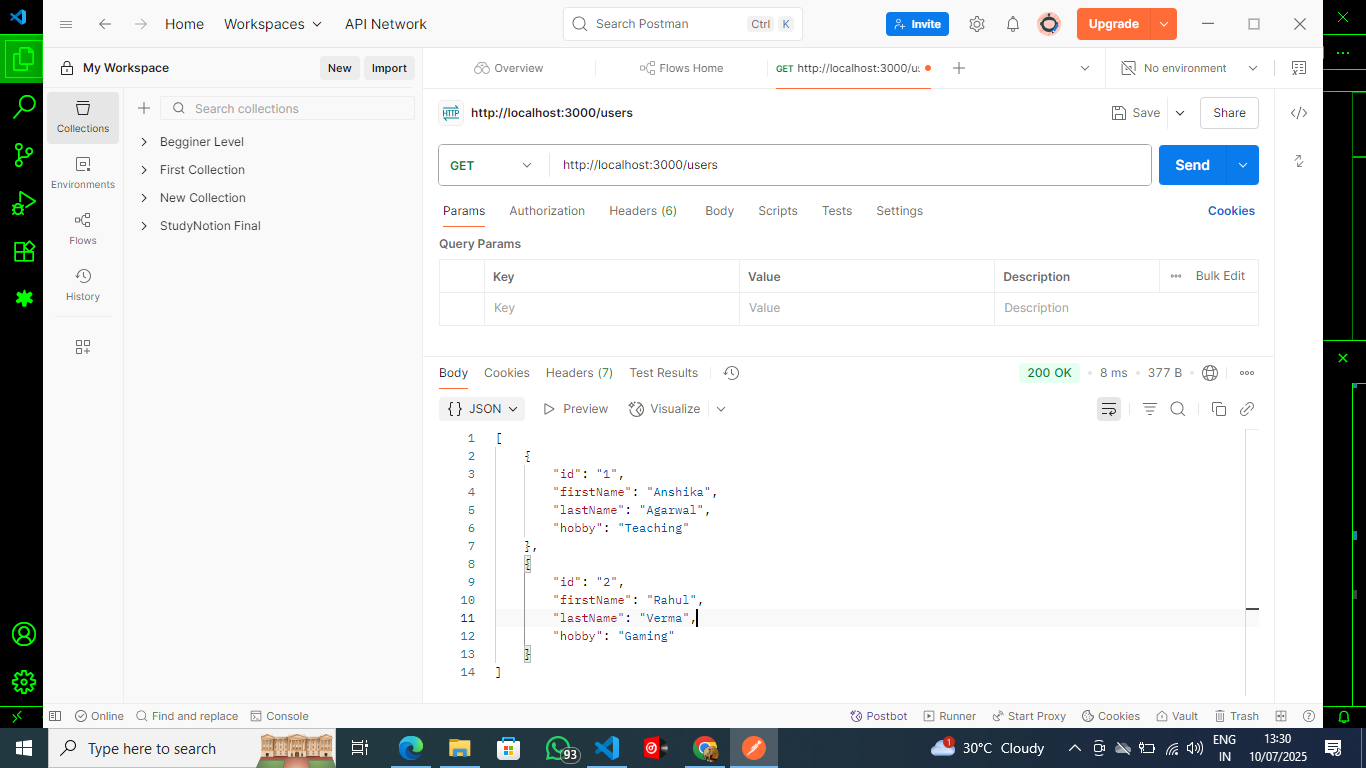 Home Workspaces API Network Search Postman Ctrl K Invite Upgrade
My Workspace New Import Overview Flows Home GET http://localhost:3000/us No environment
Collections
Environments
Flows
History
Search collections
Begginer Level
First Collection
New Collection
StudyNotion Final
HTTP http://localhost:3000/users Save Share
GET http://localhost:3000/users Send
Params Authorization Headers (6) Body Scripts Tests Settings Cookies
Query Params
Key Value Description Bulk Edit
Key Value Description
Body Cookies Headers (7) Test Results 200 OK • 8 ms • 377 B •
{} JSON Preview Visualize
1 [
2 {
3 "id": "1",
4 "firstName": "Anshika",
5 "lastName": "Agarwal",
6 "hobby": "Teaching"
7 },
8 {
9 "id": "2",
10 "firstName": "Rahul",
11 "lastName": "Verma",
12 "hobby": "Gaming"
13 }
14 ]
Online Find and replace Console Postbot Runner Start Proxy Cookies Vault Trash
Type here to search 93 1 30°C Cloudy ENG 13:30
IN 10/07/2025